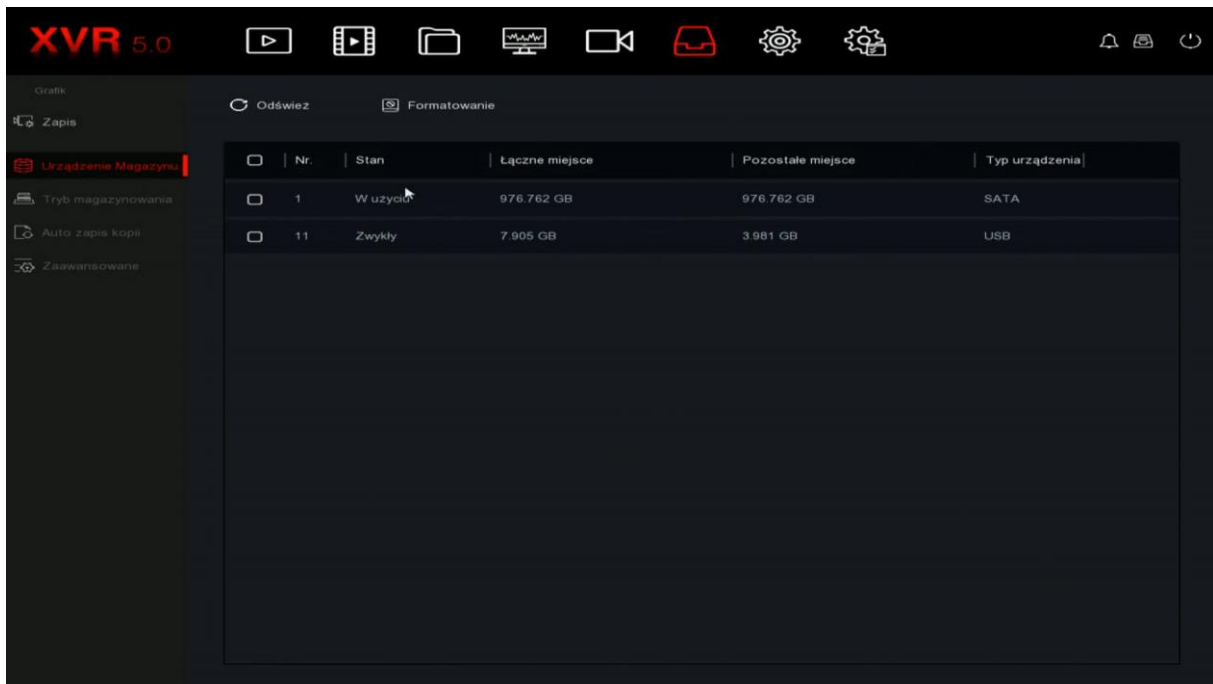 XVR 5.0
Grafik
Zapis
Urządzenie Magazynu
Tryb magazynowania
Auto zapis kopii
Zaawansowane
Odśwież Formatowanie
Nr. Stan Łączne miejsce Pozostałe miejsce Typ urządzenia
1 W uzyciu 976.762 GB 976.762 GB SATA
11 Zwykły 7.905 GB 3.981 GB USB